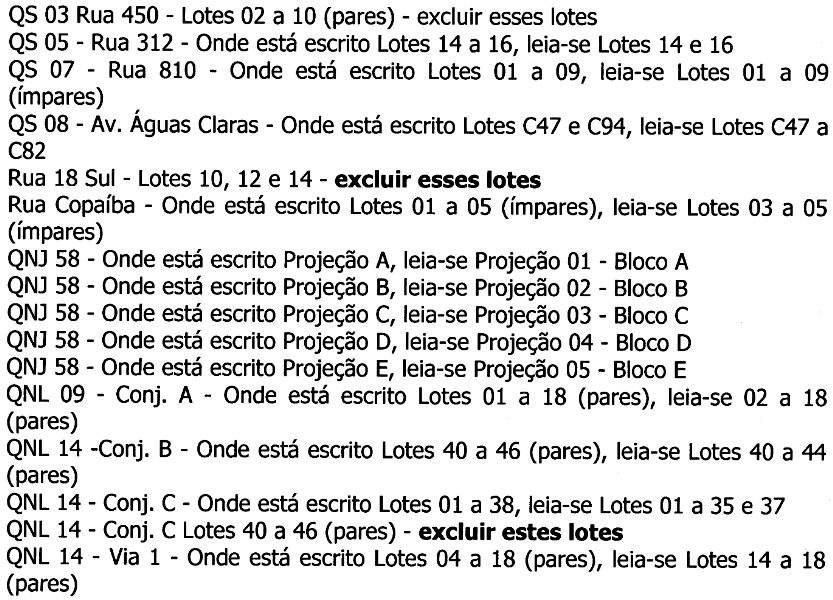 QS 03 Rua 450 - Lotes 02 a 10 (pares) - excluir esses lotes
QS 05 - Rua 312 - Onde está escrito Lotes 14 a 16, leia-se Lotes 14 e 16
QS 07 - Rua 810 - Onde está escrito Lotes 01 a 09, leia-se Lotes 01 a 09
(ímpares)
QS 08 - Av. Águas Claras - Onde está escrito Lotes C47 e C94, leia-se Lotes C47 a
C82
Rua 18 Sul - Lotes 10, 12 e 14 - excluir esses lotes
Rua Copaíba - Onde está escrito Lotes 01 a 05 (ímpares), leia-se Lotes 03 a 05
(ímpares)
QNJ 58 - Onde está escrito Projeção A, leia-se Projeção 01 - Bloco A
QNJ 58 - Onde está escrito Projeção B, leia-se Projeção 02 - Bloco B
QNJ 58 - Onde está escrito Projeção C, leia-se Projeção 03 - Bloco C
QNJ 58 - Onde está escrito Projeção D, leia-se Projeção 04 - Bloco D
QNJ 58 - Onde está escrito Projeção E, leia-se Projeção 05 - Bloco E
QNL 09 - Conj. A - Onde está escrito Lotes 01 a 18 (pares), leia-se 02 a 18
(pares)
QNL 14 -Conj. B - Onde está escrito Lotes 40 a 46 (pares), leia-se Lotes 40 a 44
(pares)
QNL 14 - Conj. C - Onde está escrito Lotes 01 a 38, leia-se Lotes 01 a 35 e 37
QNL 14 - Conj. C Lotes 40 a 46 (pares) - excluir estes lotes
QNL 14 - Via 1 - Onde está escrito Lotes 04 a 18 (pares), leia-se Lotes 14 a 18
(pares)